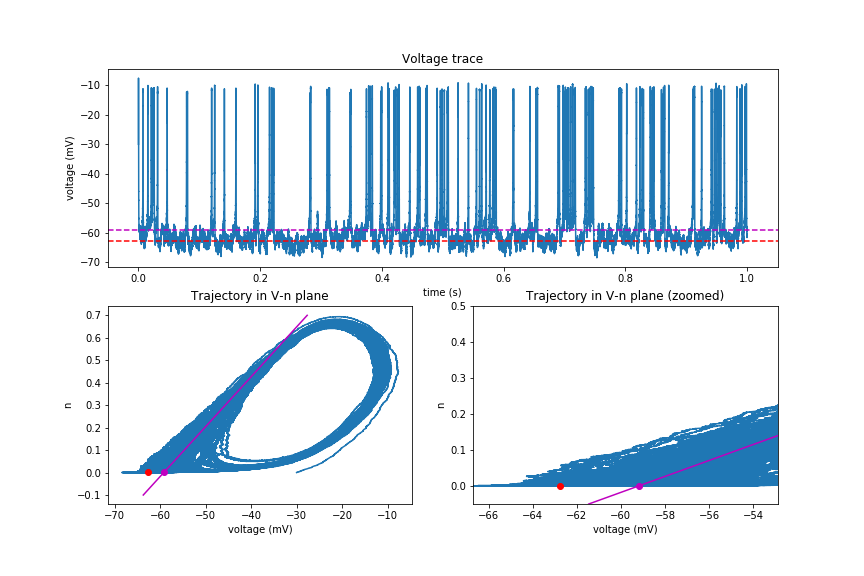 Voltage trace
voltage (mV)
−10
−20
−30
−40
−50
−60
−70
0.0 0.2 0.4 0.6 0.8 1.0
time (s)
Trajectory in V-n plane
n
0.7
0.6
0.5
0.4
0.3
0.2
0.1
0.0
−0.1
−70 −60 −50 −40 −30 −20 −10
voltage (mV)
Trajectory in V-n plane (zoomed)
n
0.5
0.4
0.3
0.2
0.1
0.0
−66 −64 −62 −60 −58 −56 −54
voltage (mV)